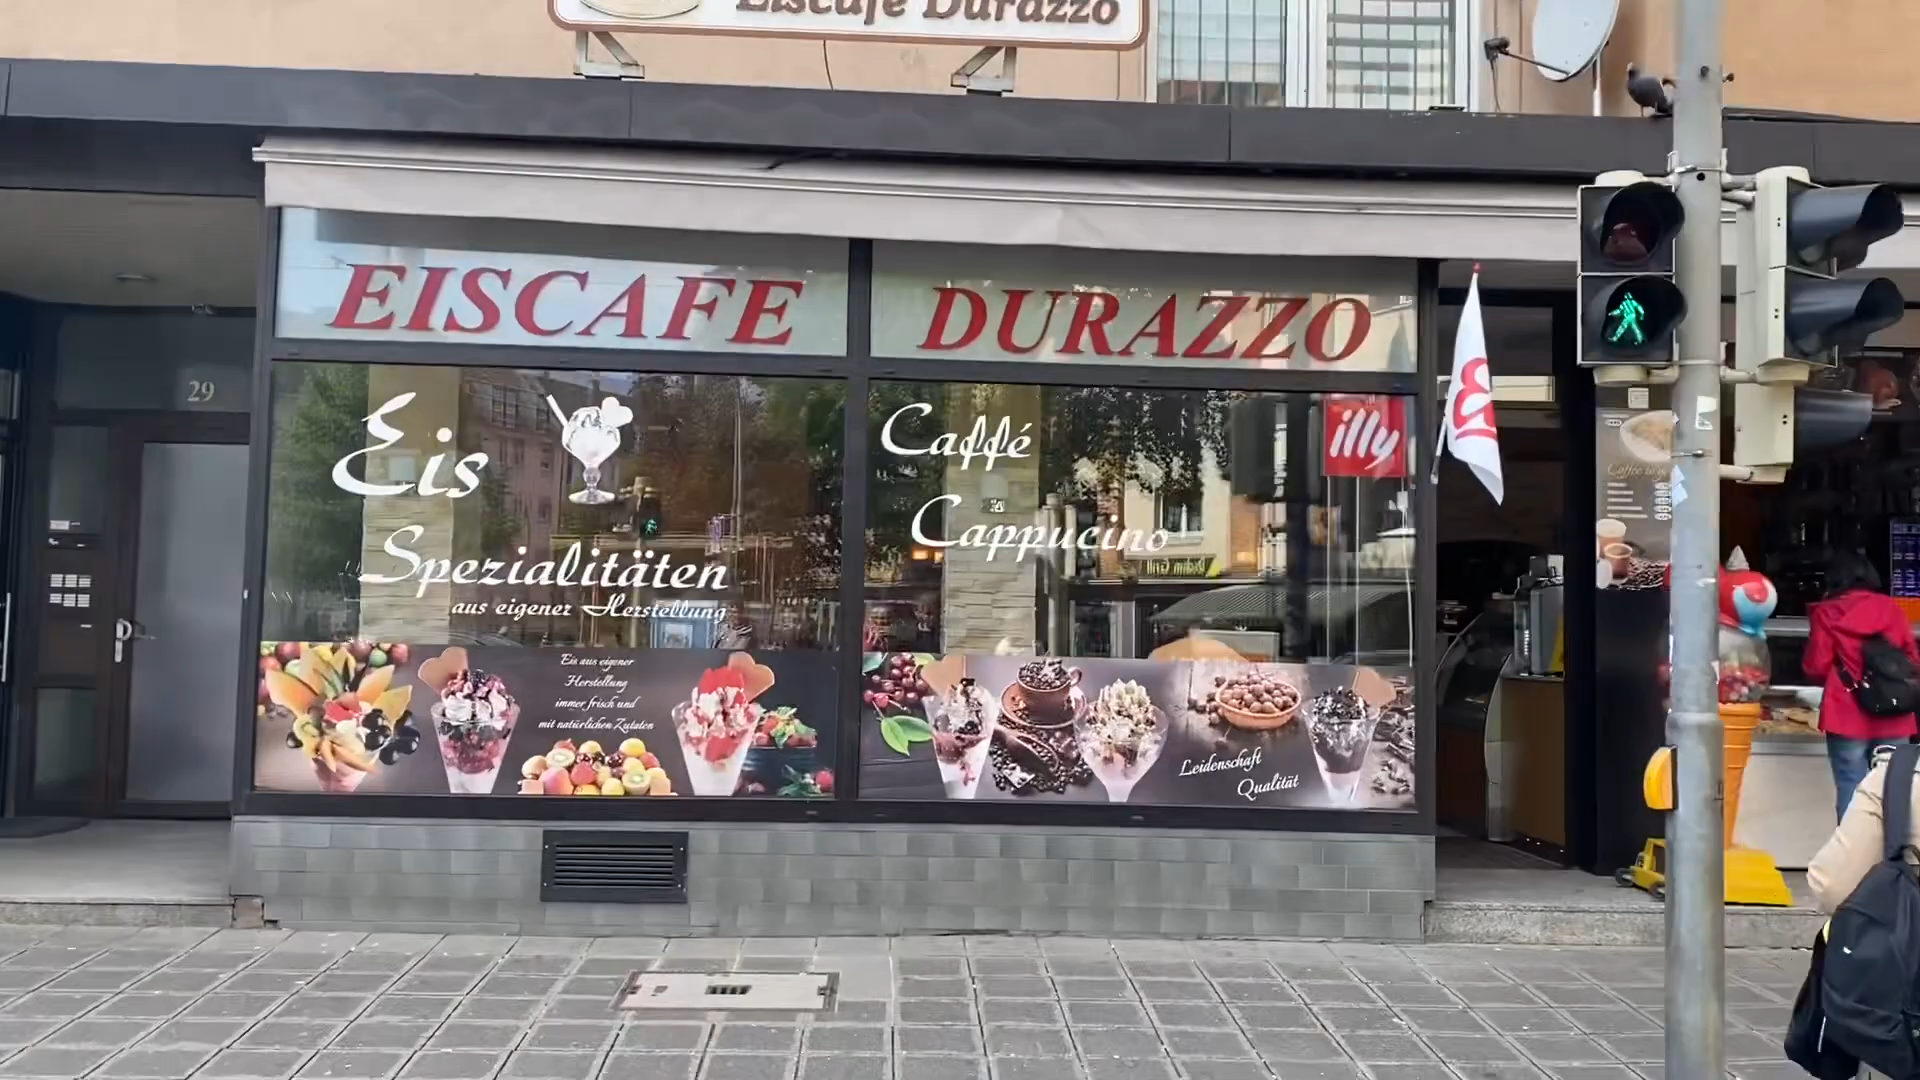 Eiscafe Durazzo
EISCAFE DURAZZO
29
Eis
Spezialitäten
aus eigener Herstellung
Caffé
Cappucino
illy
Eis aus eigener
Herstellung
immer frisch und
mit natürlichen Zutaten
Leidenschaft
Qualität